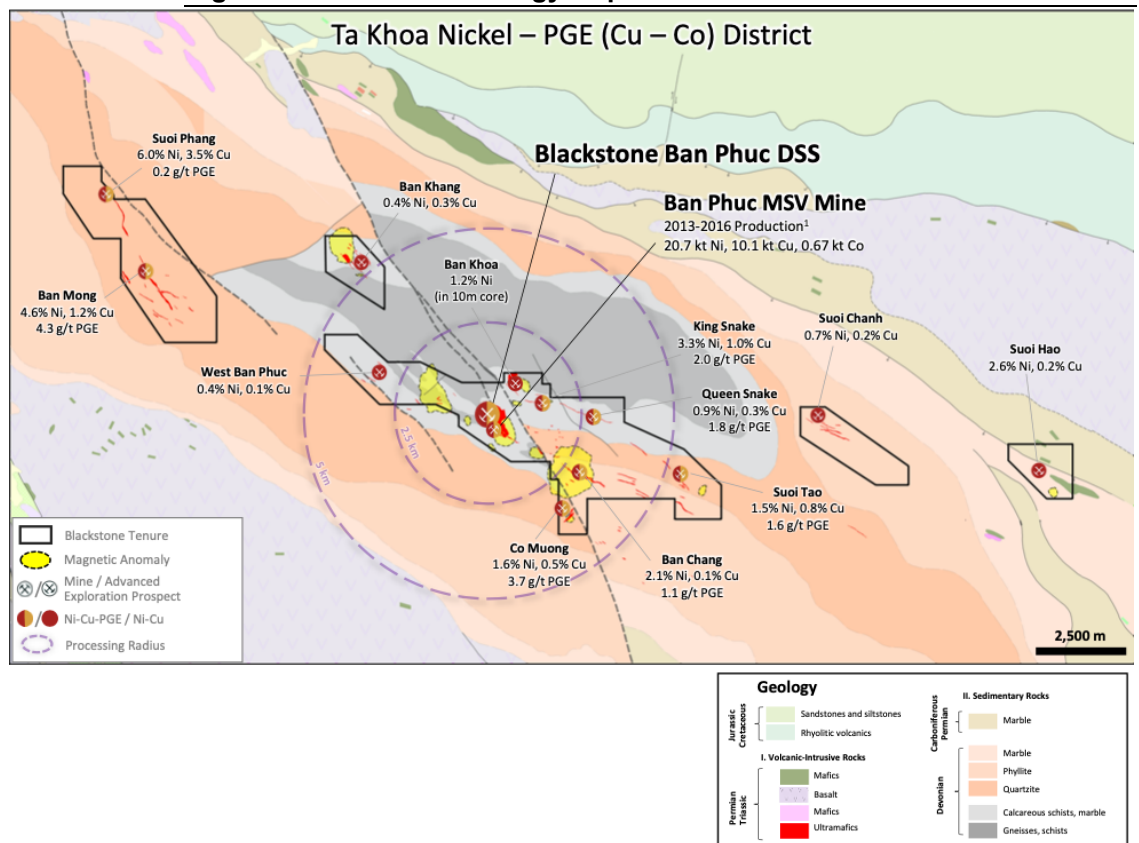 Ta Khoa Nickel – PGE (Cu – Co) District
Suoi Phang
6.0% Ni, 3.5% Cu
0.2 g/t PGE
Blackstone Ban Phuc DSS
Ban Khang
0.4% Ni, 0.3% Cu
Ban Phuc MSV Mine
2013-2016 Production¹
20.7 kt Ni, 10.1 kt Cu, 0.67 kt Co
Ban Khoa
1.2% Ni
(in 10m core)
Ban Mong
4.6% Ni, 1.2% Cu
4.3 g/t PGE
King Snake
3.3% Ni, 1.0% Cu
2.0 g/t PGE
Suoi Chanh
0.7% Ni, 0.2% Cu
Suoi Hao
2.6% Ni, 0.2% Cu
West Ban Phuc
0.4% Ni, 0.1% Cu
Queen Snake
0.9% Ni, 0.3% Cu
1.8 g/t PGE
2.5 km
5 km
Suoi Tao
1.5% Ni, 0.8% Cu
1.6 g/t PGE
Co Muong
1.6% Ni, 0.5% Cu
3.7 g/t PGE
Ban Chang
2.1% Ni, 0.1% Cu
1.1 g/t PGE
Blackstone Tenure
Magnetic Anomaly
Mine / Advanced
Exploration Prospect
Ni-Cu-PGE / Ni-Cu
Processing Radius
2,500 m
Geology
Jurassic
Cretaceous
Sandstones and siltstones
Rhyolitic volcanics
I. Volcanic-Intrusive Rocks
Permian
Triassic
Mafics
Basalt
Mafics
Ultramafics
II. Sedimentary Rocks
Carboniferous
Permian
Marble
Devonian
Marble
Phyllite
Quartzite
Calcareous schists, marble
Gneisses, schists